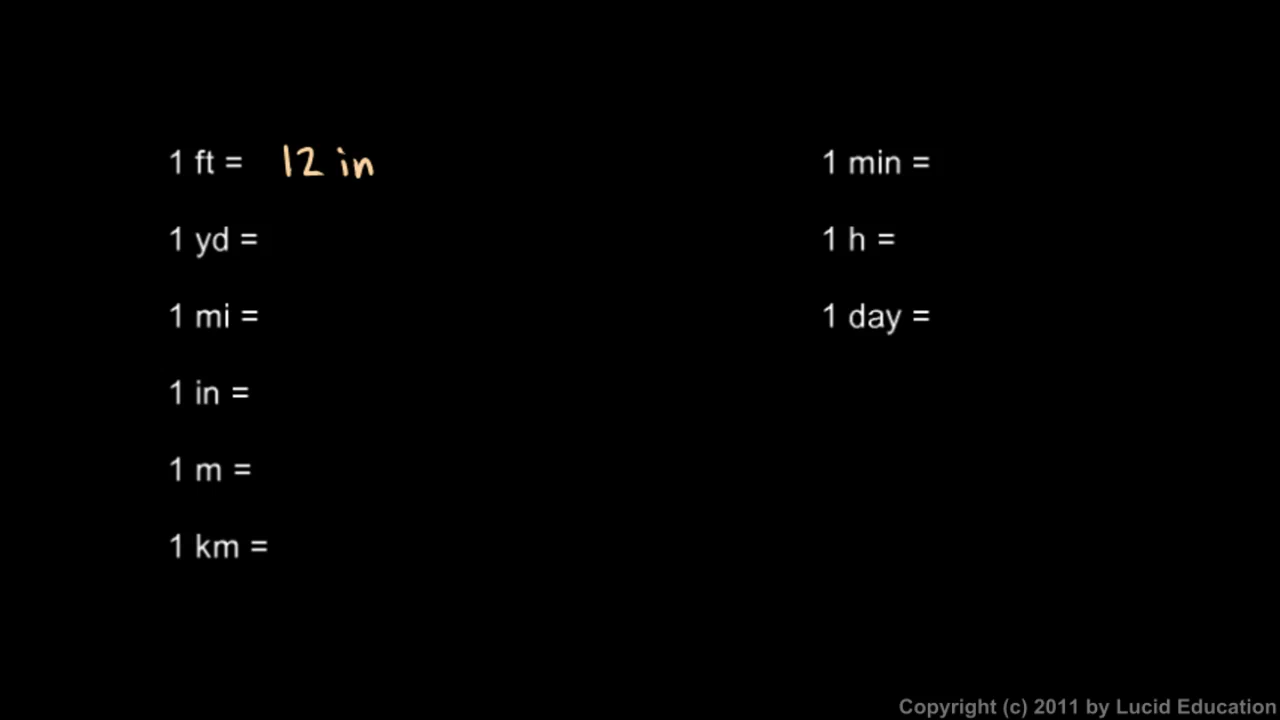 1 ft = 12 in
1 yd =
1 mi =
1 in =
1 m =
1 km =
1 min =
1 h =
1 day =
Copyright (c) 2011 by Lucid Education